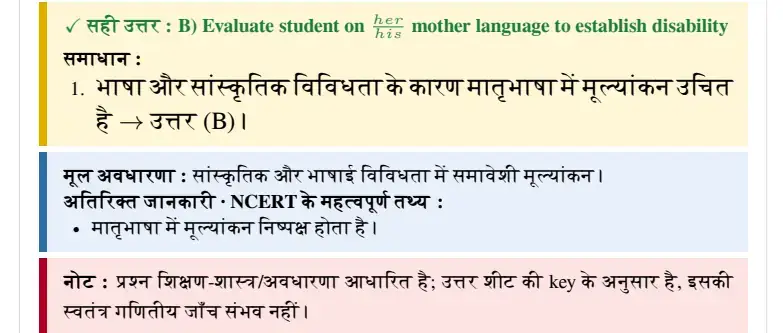 ✓ सही उत्तर : B) Evaluate student on her/his mother language to establish disability
समाधान :
1. भाषा और सांस्कृतिक विविधता के कारण मातृभाषा में मूल्यांकन उचित
है → उत्तर (B)।
मूल अवधारणा : सांस्कृतिक और भाषाई विविधता में समावेशी मूल्यांकन।
अतिरिक्त जानकारी · NCERT के महत्वपूर्ण तथ्य :
• मातृभाषा में मूल्यांकन निष्पक्ष होता है।
नोट : प्रश्न शिक्षण-शास्त्र/अवधारणा आधारित है; उत्तर शीट की key के अनुसार है, इसकी
स्वतंत्र गणितीय जाँच संभव नहीं।